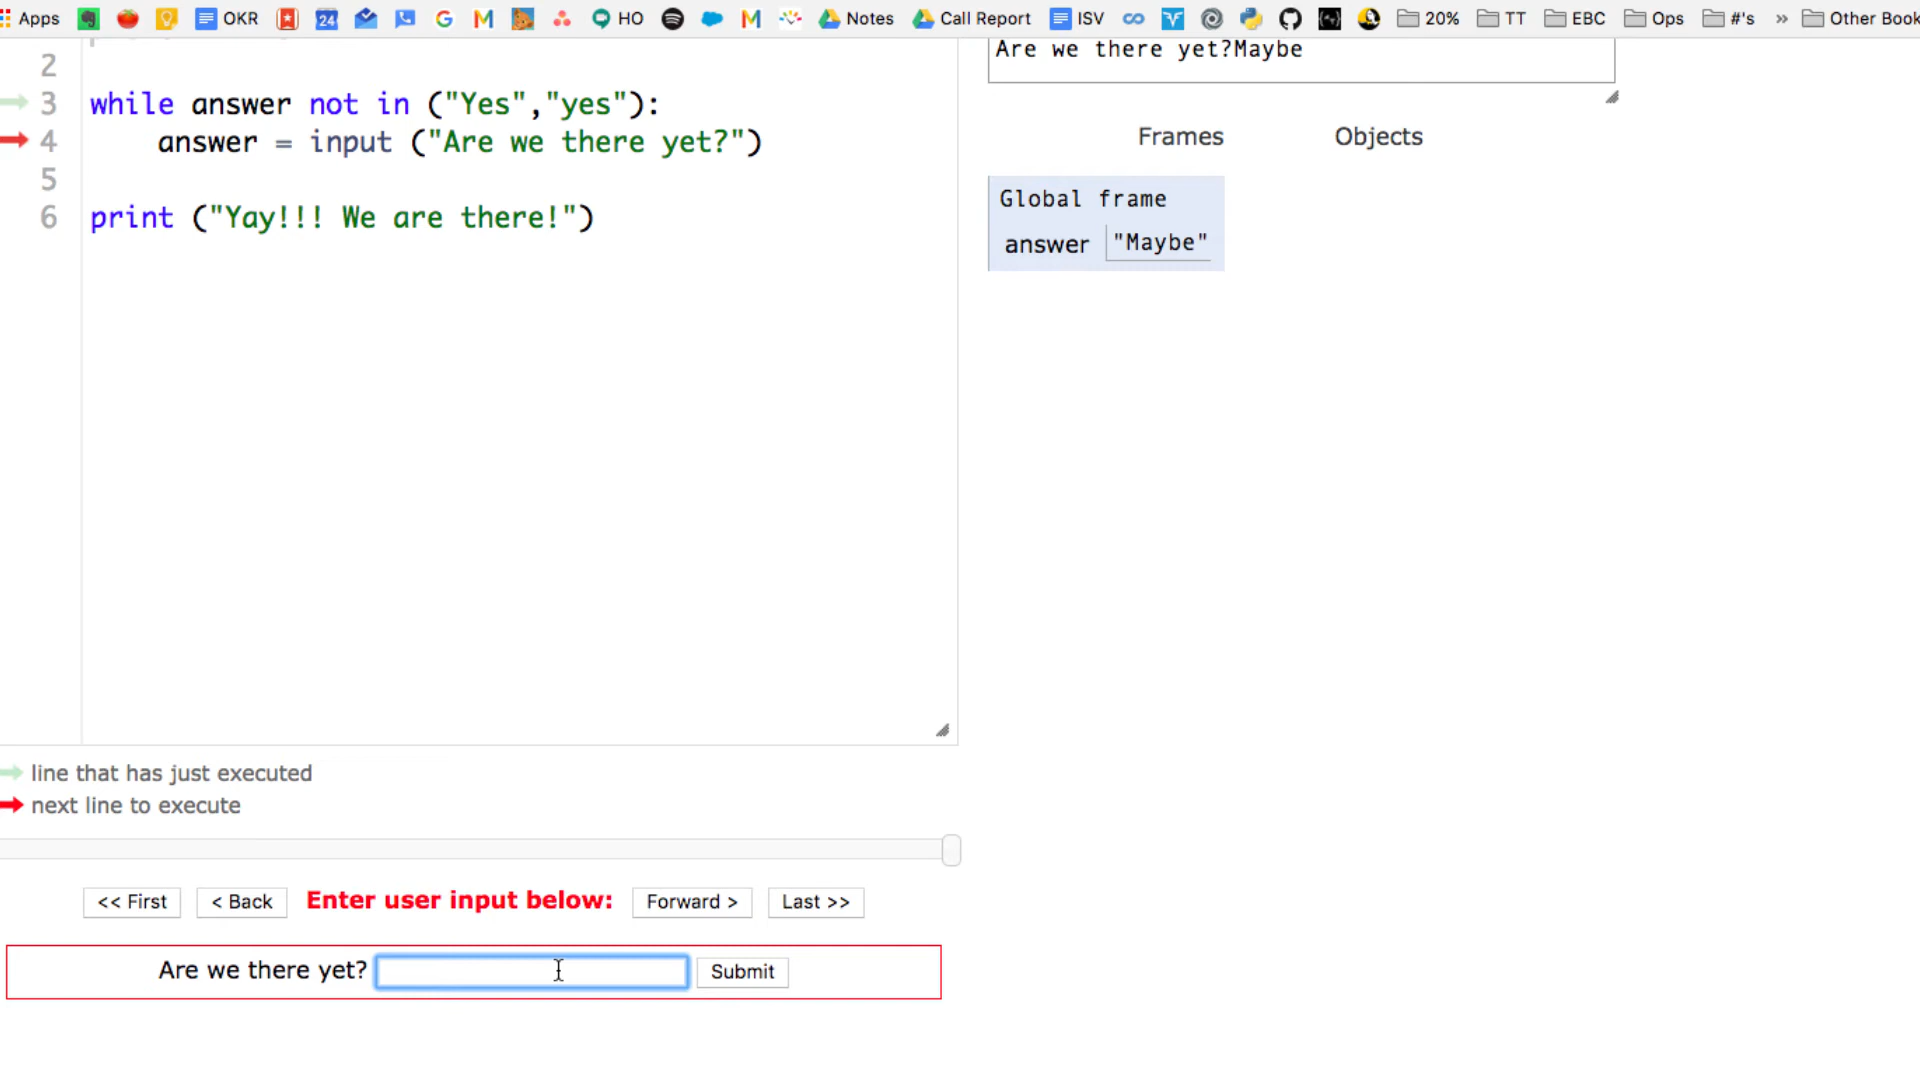 Apps OKR 24 G M HO M Notes Call Report ISV 20% TT EBC Ops #'s » Other Book
2
3 while answer not in ("Yes","yes"):
4 answer = input ("Are we there yet?")
5
6 print ("Yay!!! We are there!")
Are we there yet?Maybe
Frames Objects
Global frame
answer "Maybe"
line that has just executed
next line to execute
<< First < Back Enter user input below: Forward > Last >>
Are we there yet? Submit